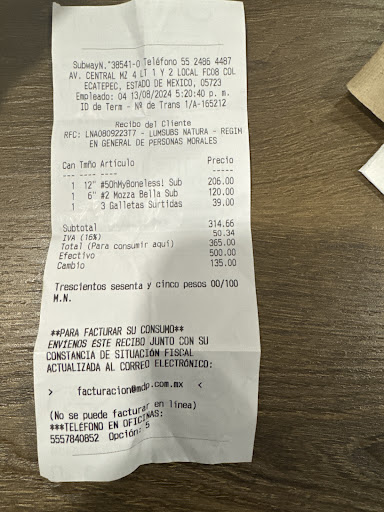 SubwayN.°38541-0 Teléfono 55 2486 4487
AV. CENTRAL MZ 4 LT 1 Y 2 LOCAL FC08 COL
ECATEPEC, ESTADO DE MEXICO, 05723
Empleado: 04 13/08/2024 5:20:40 p. m.
ID de Term - Nº de Trans 1/A-165212
Recibo del Cliente
RFC: LNA080922377 - LUMSUBS NATURA - REGIM
EN GENERAL DE PERSONAS MORALES
Can Tmño Artículo Precio
--- ---- -------- -----
1 12" #5OhMyBoneless! Sub 206.00
1 6" #2 Mozza Bella Sub 120.00
1 3 Galletas Surtidas 39.00
Subtotal 314.66
IVA (16%) 50.34
Total (Para consumir aquí) 365.00
Efectivo 500.00
Cambio 135.00
Trescientos sesenta y cinco pesos 00/100
M.N.
**PARA FACTURAR SU CONSUMO**
ENVIENOS ÉSTE RECIBO JUNTO CON SU
CONSTANCIA DE SITUACIÓN FISCAL
ACTUALIZADA AL CORREO ELECTRÓNICO:
> facturacion@mdp.com.mx <
(No se puede facturar en línea)
***TELÉFONO EN OFICINAS:
5557840852 Opción: 5